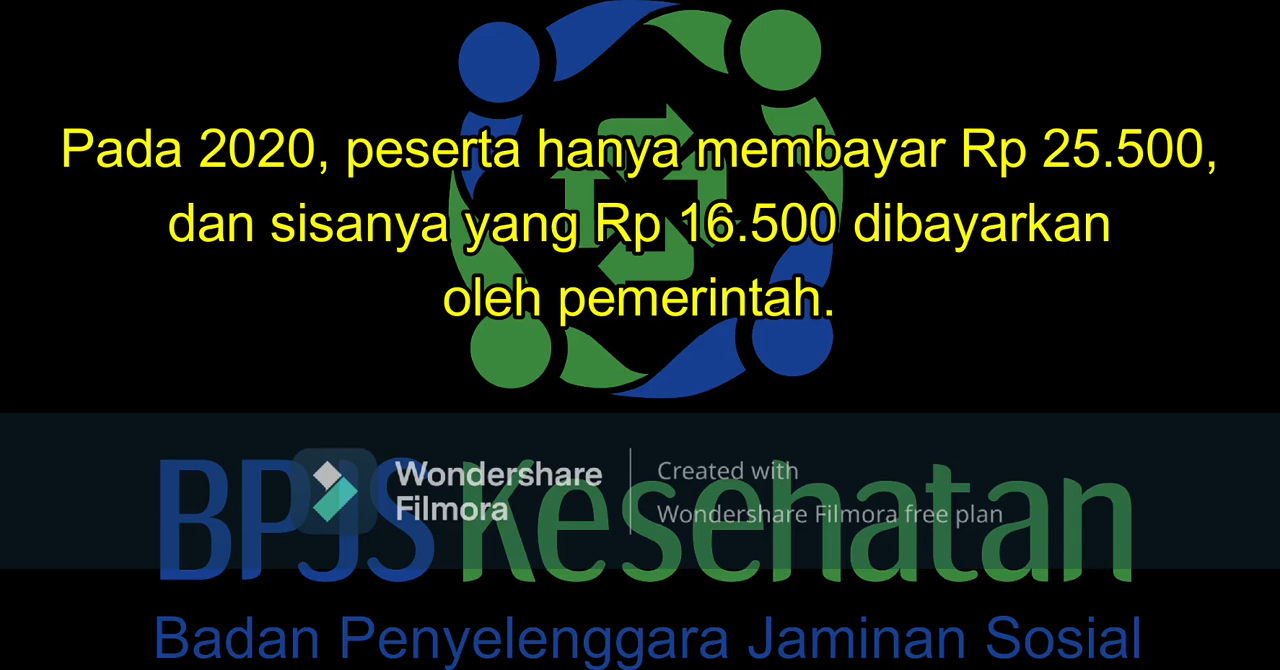 Pada 2020, peserta hanya membayar Rp 25.500,
dan sisanya yang Rp 16.500 dibayarkan
oleh pemerintah.
BPJS Kesehatan
Wondershare
Filmora
Created with
Wondershare Filmora free plan
Badan Penyelenggara Jaminan Sosial